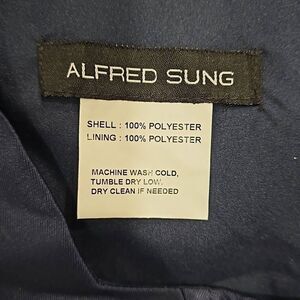 ALFRED SUNG
SHELL : 100% POLYESTER
LINING : 100% POLYESTER
MACHINE WASH COLD,
TUMBLE DRY LOW.
DRY CLEAN IF NEEDED